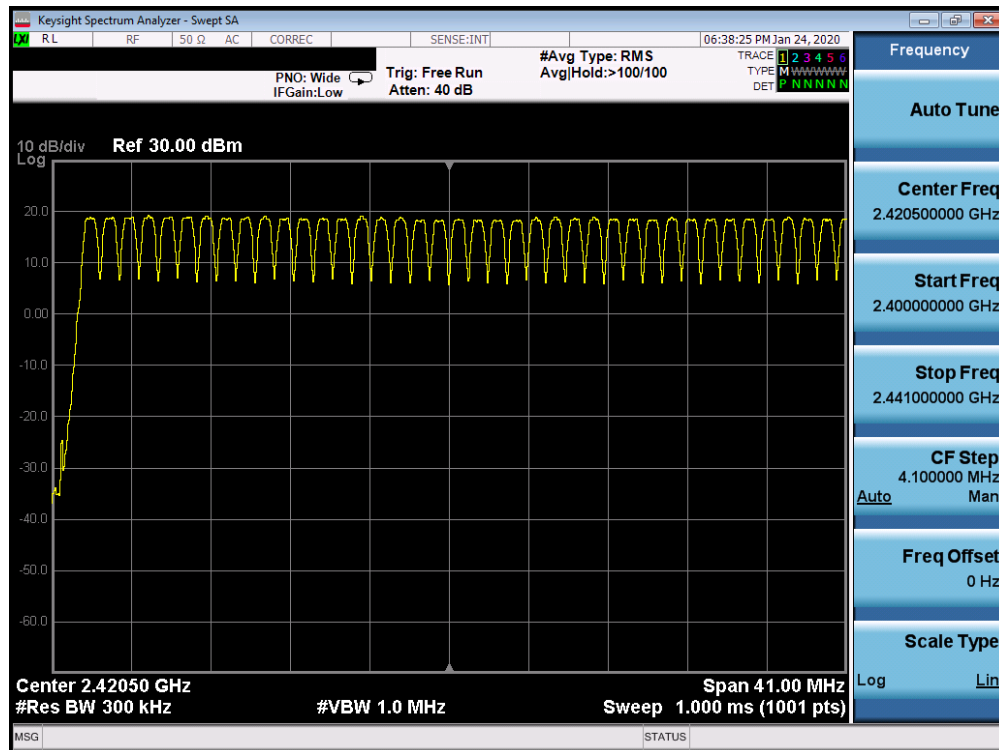 Keysight Spectrum Analyzer - Swept SA
LXI RL RF 50 Ω AC CORREC SENSE:INT 06:38:25 PM Jan 24, 2020
Frequency
PNO: Wide
IFGain:Low
Trig: Free Run
Atten: 40 dB
#Avg Type: RMS
Avg|Hold:>100/100
TRACE 1 2 3 4 5 6
TYPE M WWWWW
DET P N N N N N
Auto Tune
10 dB/div Ref 30.00 dBm
Log
20.0
10.0
0.00
-10.0
-20.0
-30.0
-40.0
-50.0
-60.0
Center Freq
2.420500000 GHz
Start Freq
2.400000000 GHz
Stop Freq
2.441000000 GHz
CF Step
4.100000 MHz
Auto Man
Freq Offset
0 Hz
Scale Type
Log Lin
Center 2.42050 GHz Span 41.00 MHz
#Res BW 300 kHz #VBW 1.0 MHz Sweep 1.000 ms (1001 pts)
MSG STATUS